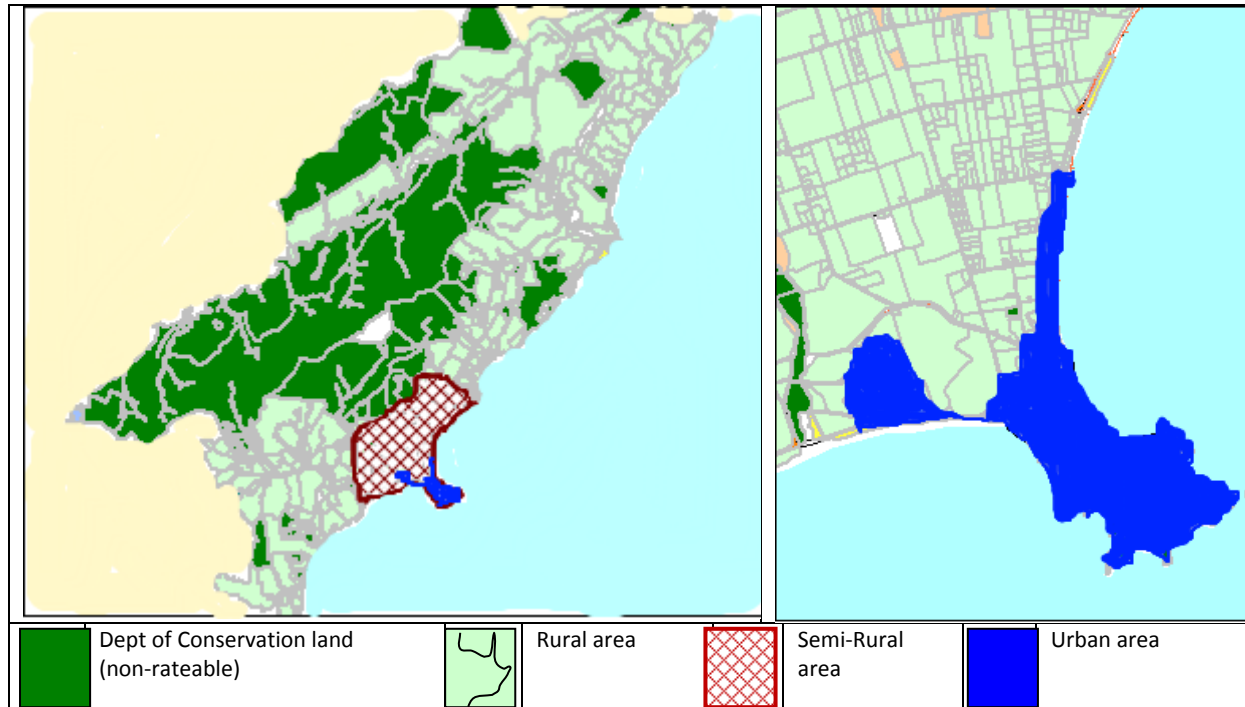 Dept of Conservation land
(non-rateable)
Rural area
Semi-Rural
area
Urban area